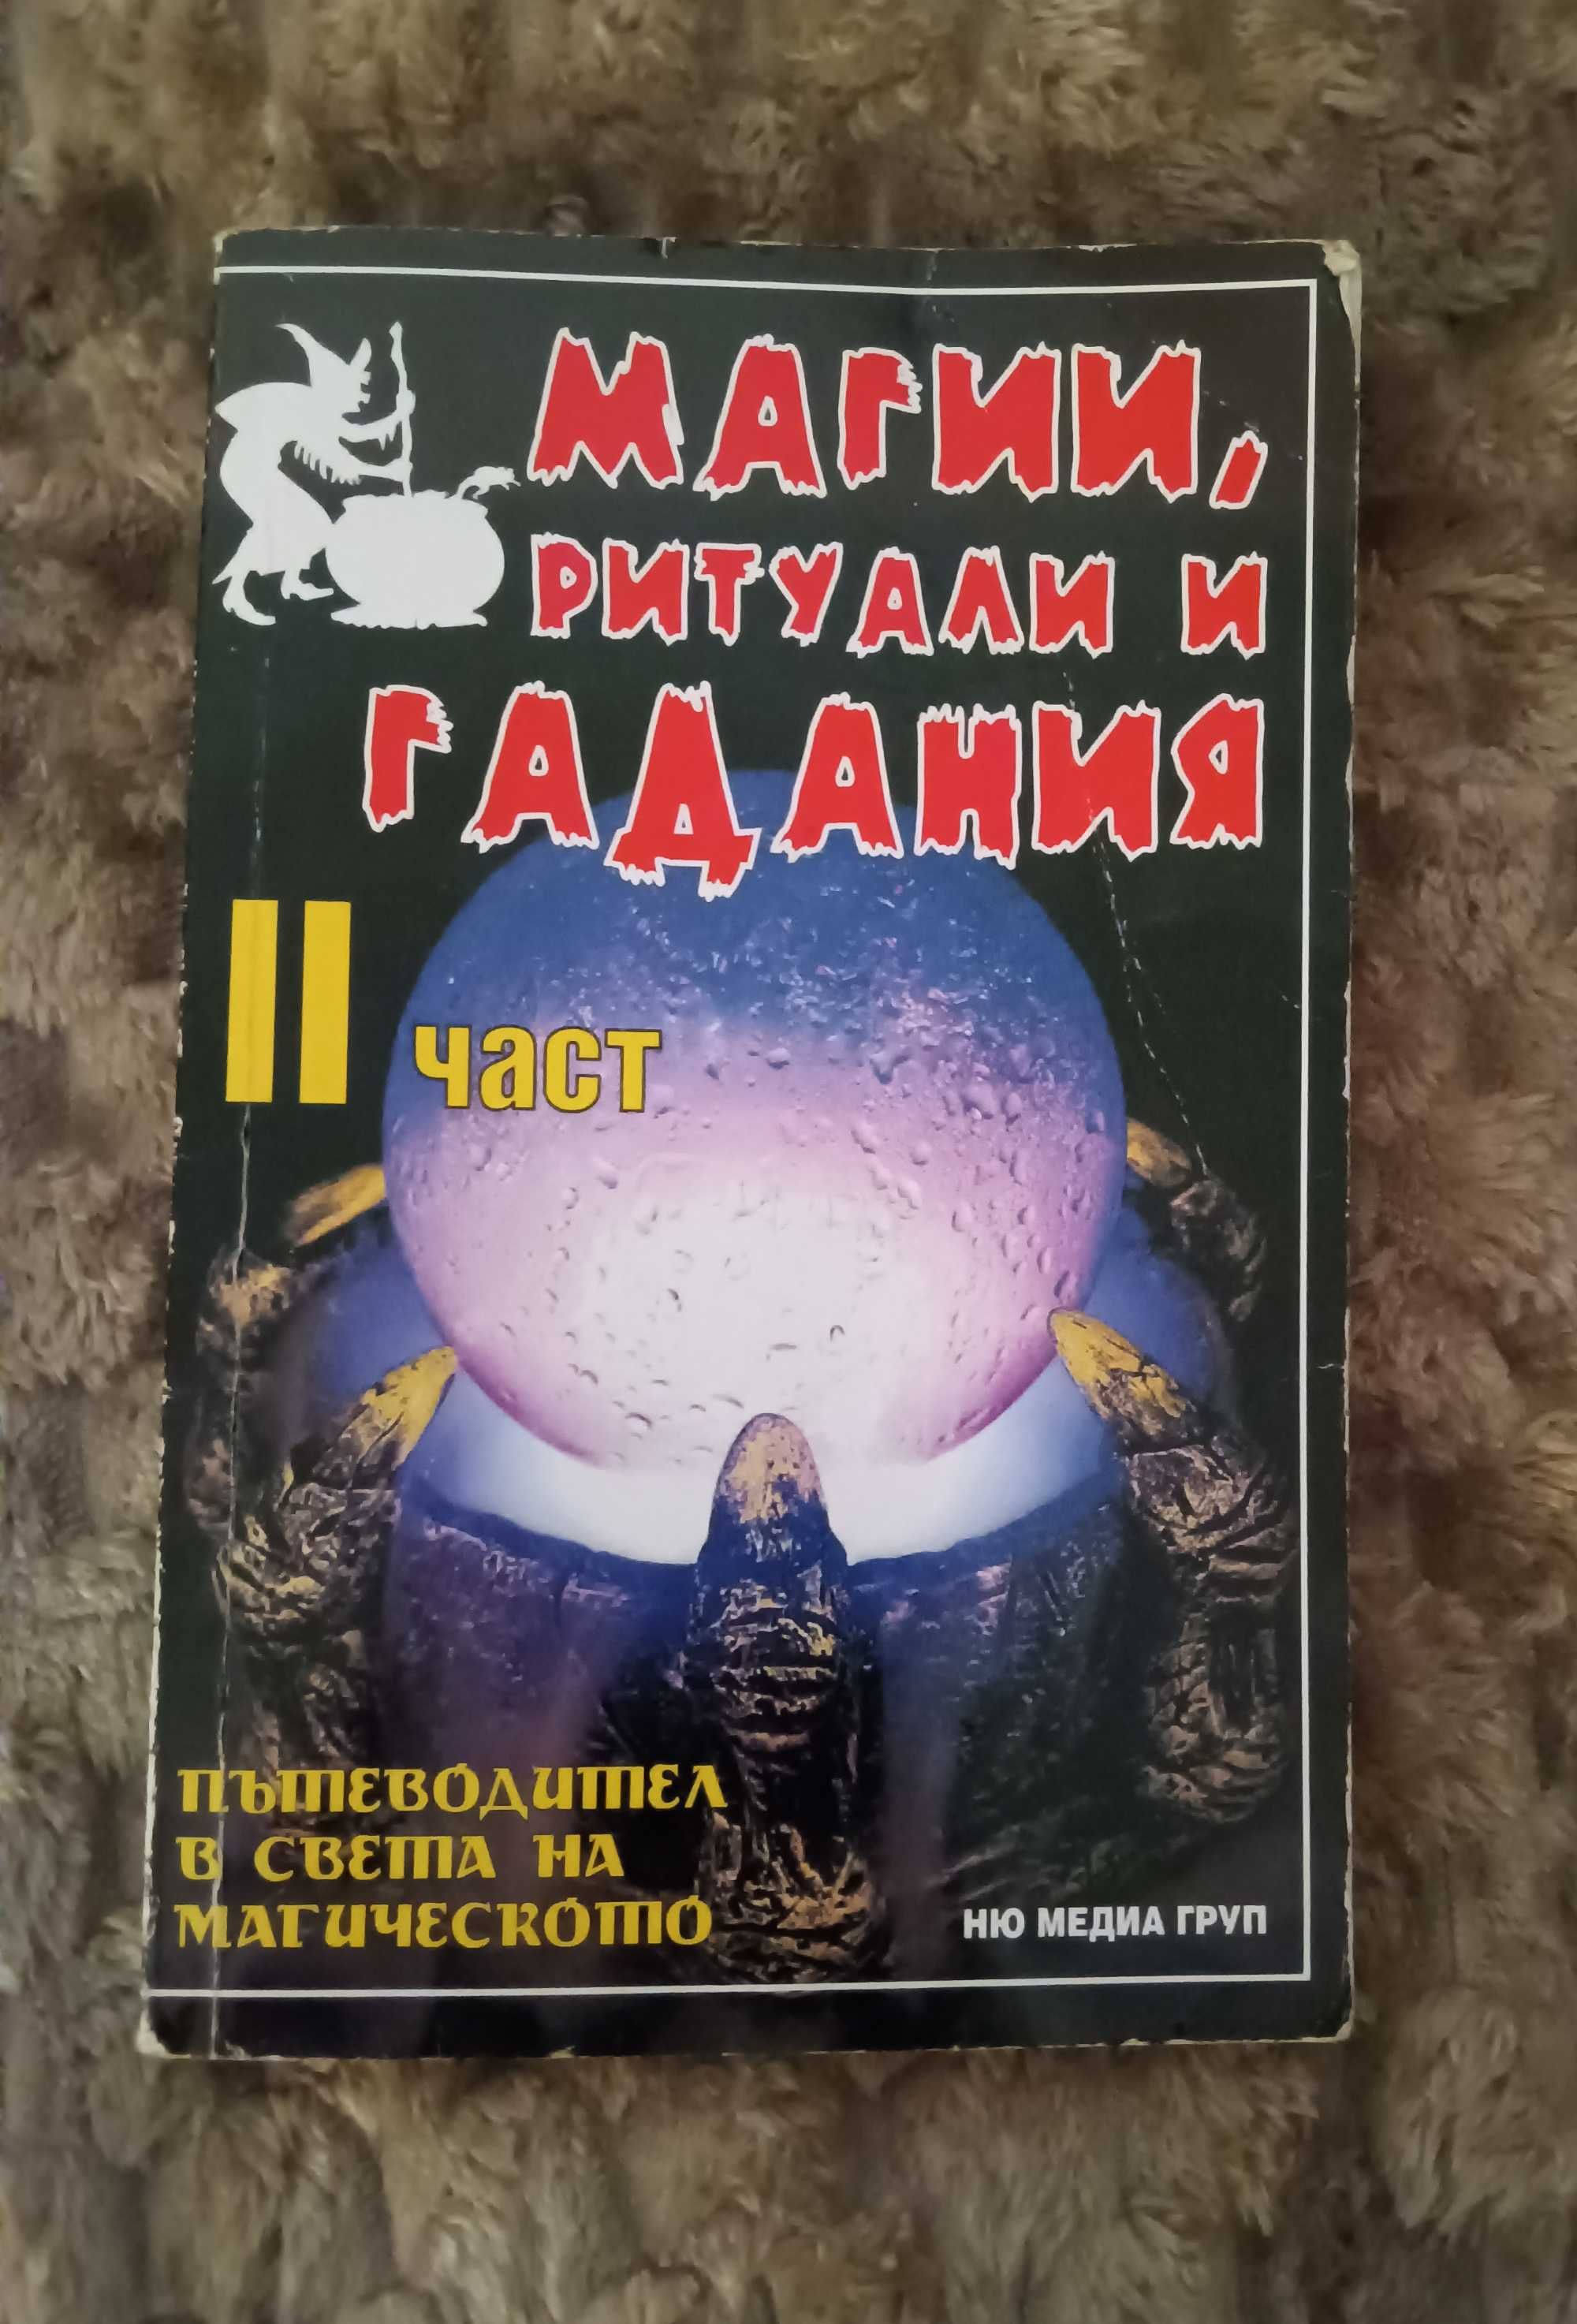 МАГИИ,
РИТУАЛИ И
ГАДАНИЯ
II част
ПЪТЕВОДИТЕЛ
В СВЕТА НА
МАГИЧЕСКОТО
НЮ МЕДИА ГРУП